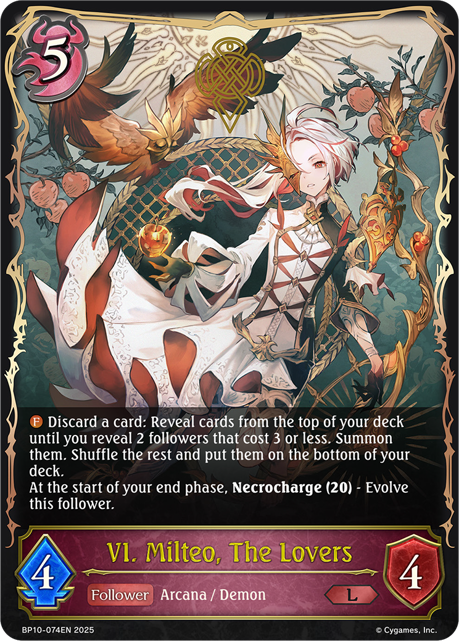 5
F Discard a card: Reveal cards from the top of your deck
until you reveal 2 followers that cost 3 or less. Summon
them. Shuffle the rest and put them on the bottom of your
deck.
At the start of your end phase, Necrocharge (20) - Evolve
this follower.
VI. Milteo, The Lovers
4
Follower Arcana / Demon L
4
BP10-074EN 2025 © Cygames, Inc.